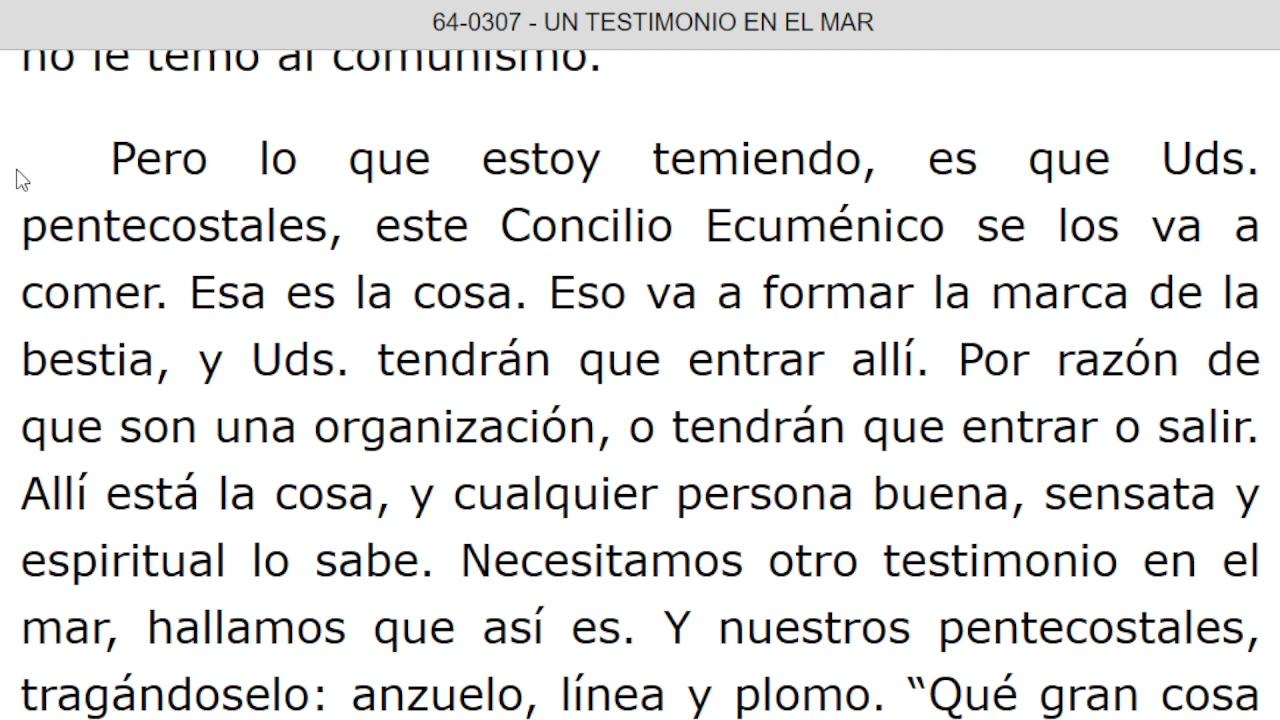 64-0307 - UN TESTIMONIO EN EL MAR
no le temo al comunismo.
Pero lo que estoy temiendo, es que Uds.
pentecostales, este Concilio Ecuménico se los va a
comer. Esa es la cosa. Eso va a formar la marca de la
bestia, y Uds. tendrán que entrar allí. Por razón de
que son una organización, o tendrán que entrar o salir.
Allí está la cosa, y cualquier persona buena, sensata y
espiritual lo sabe. Necesitamos otro testimonio en el
mar, hallamos que así es. Y nuestros pentecostales,
tragándoselo: anzuelo, línea y plomo. “Qué gran cosa